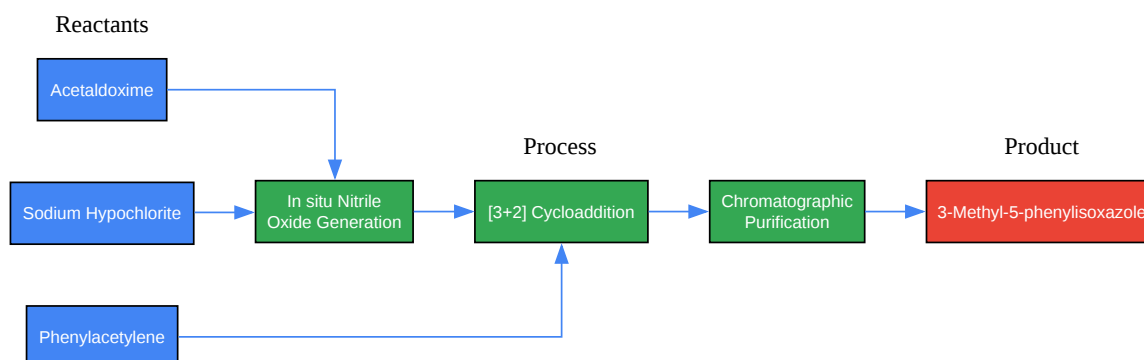 Reactants
Acetaldoxime
Process
Product
Sodium Hypochlorite
In situ Nitrile
Oxide Generation
[3+2] Cycloaddition
Chromatographic
Purification
3-Methyl-5-phenylisoxazole
Phenylacetylene